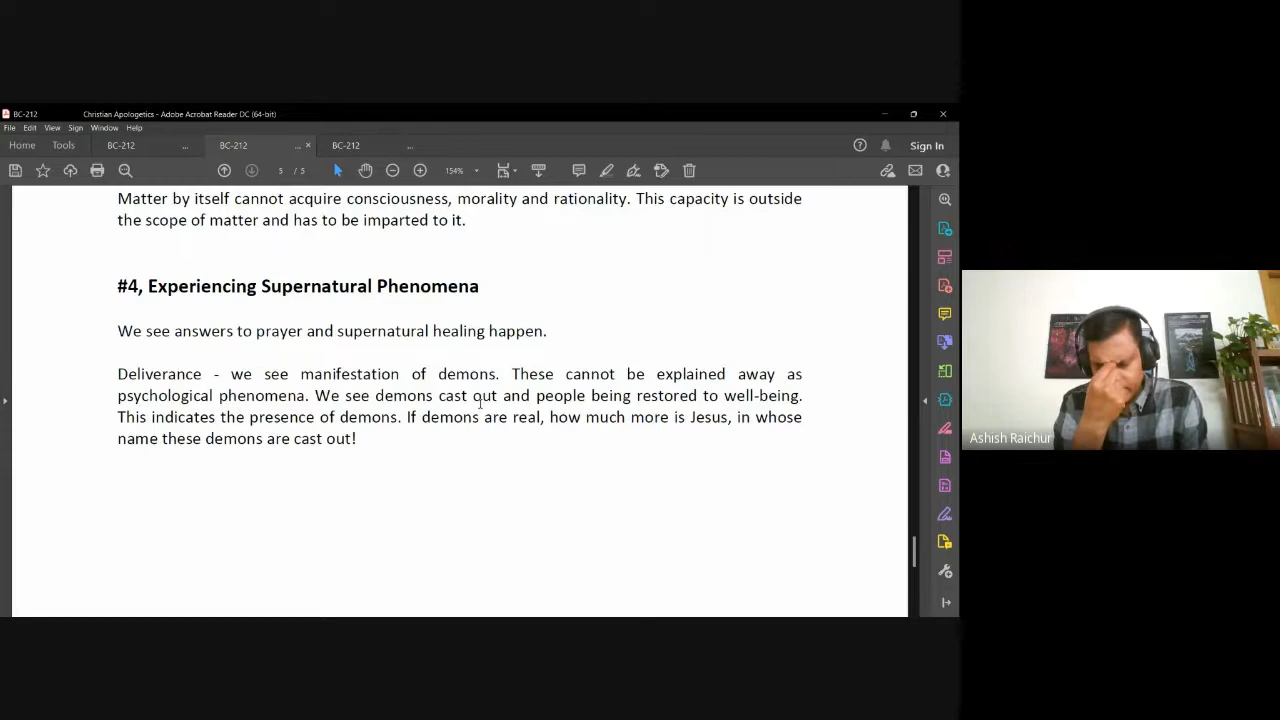 BC-212 Christian Apologetics - Adobe Acrobat Reader DC (64-bit)
File Edit View Sign Window Help
Home Tools BC-212 ... BC-212 ... × BC-212 ...
Sign In
5 / 5 154%
Matter by itself cannot acquire consciousness, morality and rationality. This capacity is outside
the scope of matter and has to be imparted to it.
#4, Experiencing Supernatural Phenomena
We see answers to prayer and supernatural healing happen.
Deliverance - we see manifestation of demons. These cannot be explained away as
psychological phenomena. We see demons cast out and people being restored to well-being.
This indicates the presence of demons. If demons are real, how much more is Jesus, in whose
name these demons are cast out!
Ashish Raichur